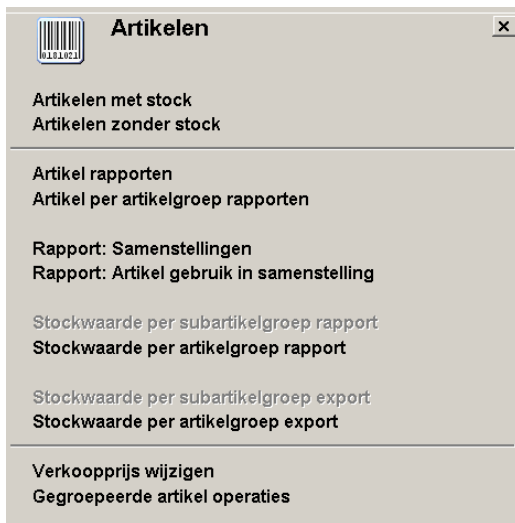 Artikelen
Artikelen met stock
Artikelen zonder stock
Artikel rapporten
Artikel per artikelgroep rapporten
Rapport: Samenstellingen
Rapport: Artikel gebruik in samenstelling
Stockwaarde per subartikelgroep rapport
Stockwaarde per artikelgroep rapport
Stockwaarde per subartikelgroep export
Stockwaarde per artikelgroep export
Verkoopprijs wijzigen
Gegroepeerde artikel operaties